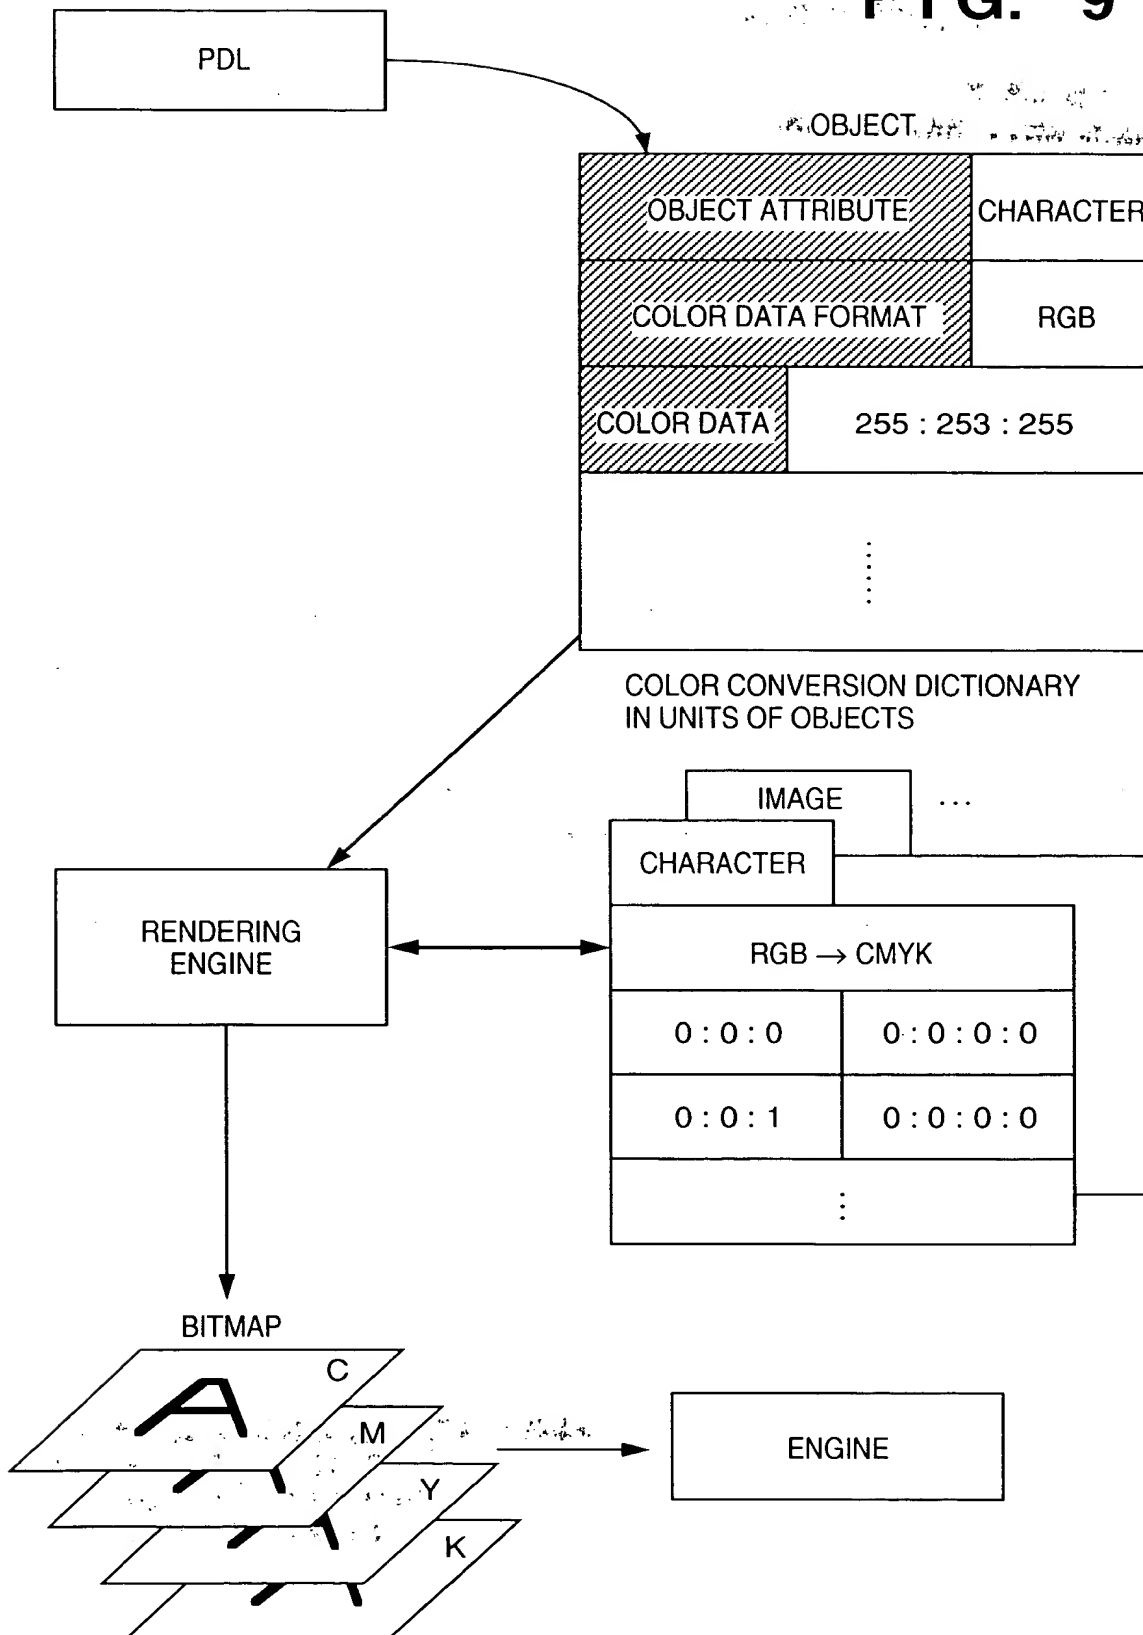 FIG. 9
PDL
OBJECT
OBJECT ATTRIBUTE CHARACTER
COLOR DATA FORMAT RGB
COLOR DATA 255 : 253 : 255
⋮
COLOR CONVERSION DICTIONARY
IN UNITS OF OBJECTS
IMAGE ...
CHARACTER
RENDERING
ENGINE
RGB → CMYK
0 : 0 : 0 0 : 0 : 0 : 0
0 : 0 : 1 0 : 0 : 0 : 0
⋮
BITMAP
A C
A M
A Y
A K
ENGINE